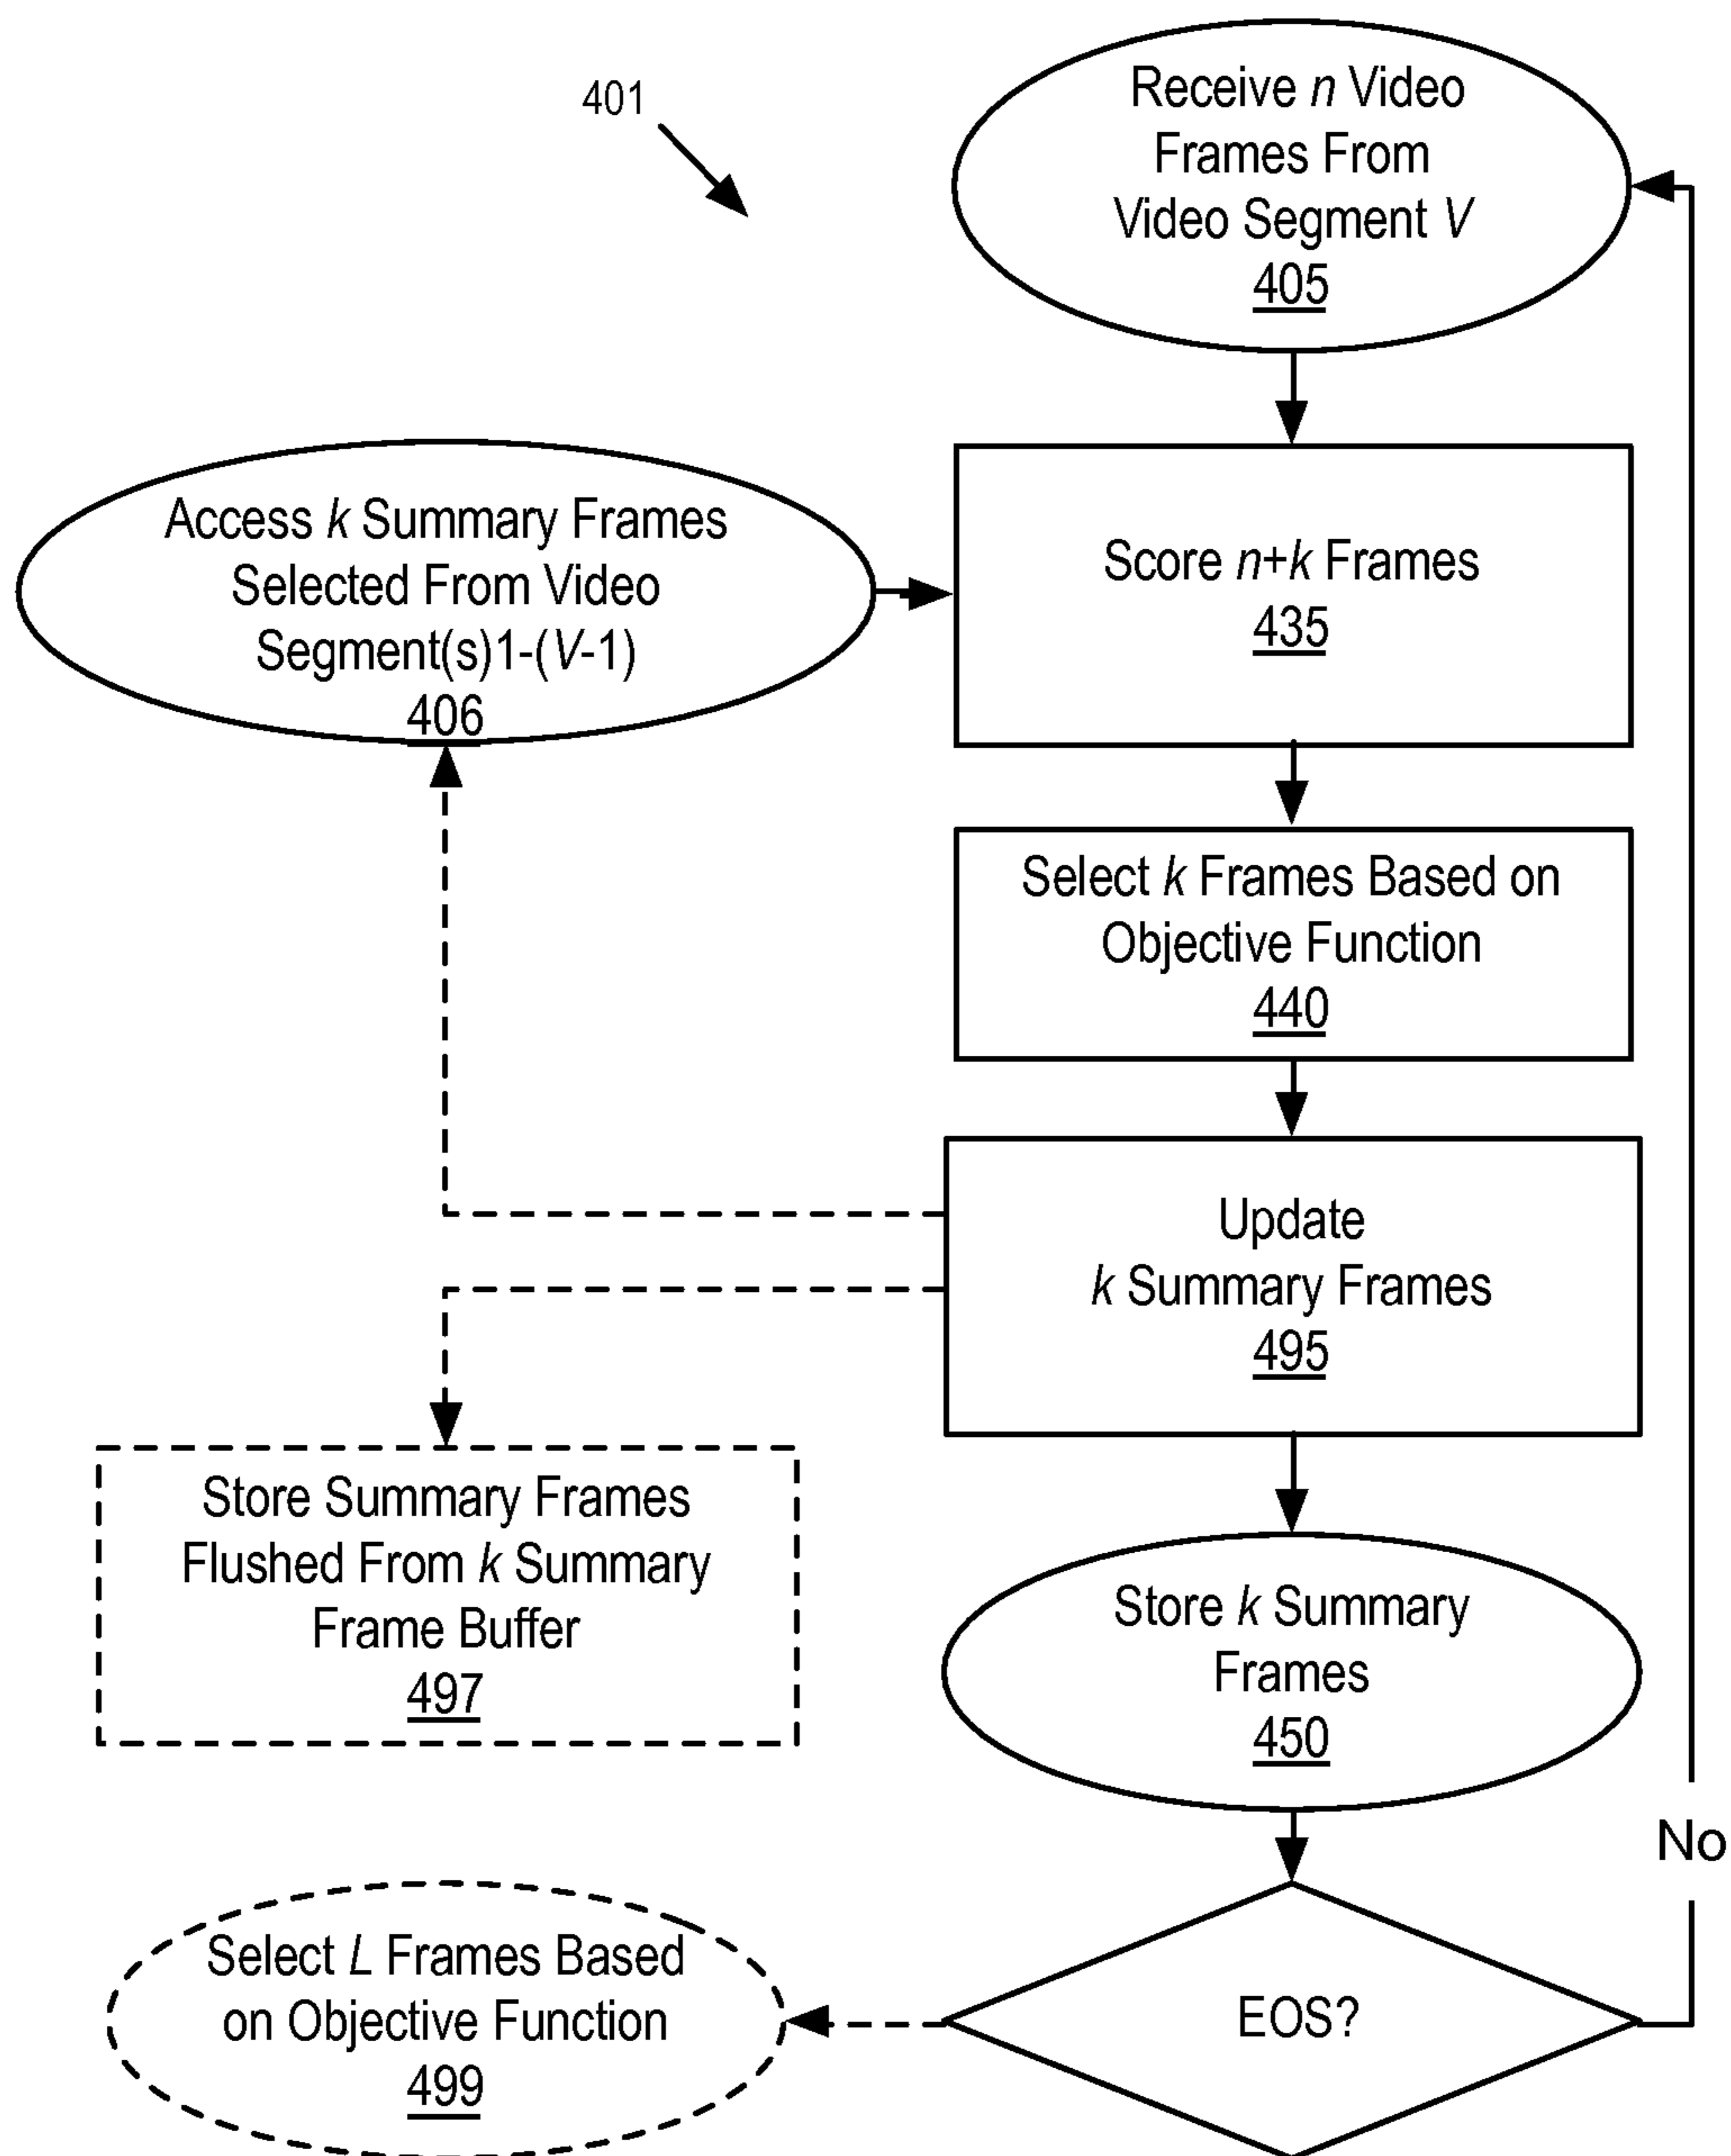 401
Receive n Video
Frames From
Video Segment V
405
Access k Summary Frames
Selected From Video
Segment(s)1-(V-1)
406
Score n+k Frames
435
Select k Frames Based on
Objective Function
440
Update
k Summary Frames
495
Store Summary Frames
Flushed From k Summary
Frame Buffer
497
Store k Summary
Frames
450
No
Select L Frames Based
on Objective Function
499
EOS?